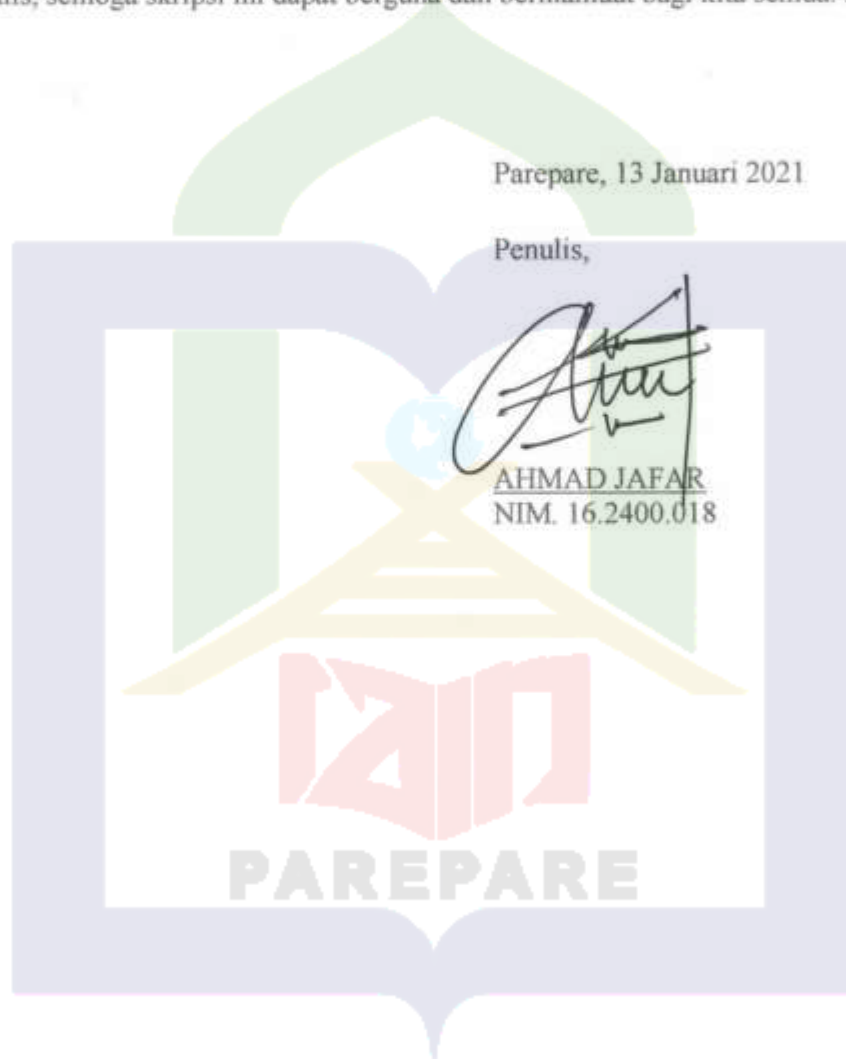 semoga skripsi ini dapat berguna dan bermanfaat bagi kita semua.
Parepare, 13 Januari 2021
Penulis,
AHMAD JAFAR
NIM. 16.2400.018
iain
PAREPARE